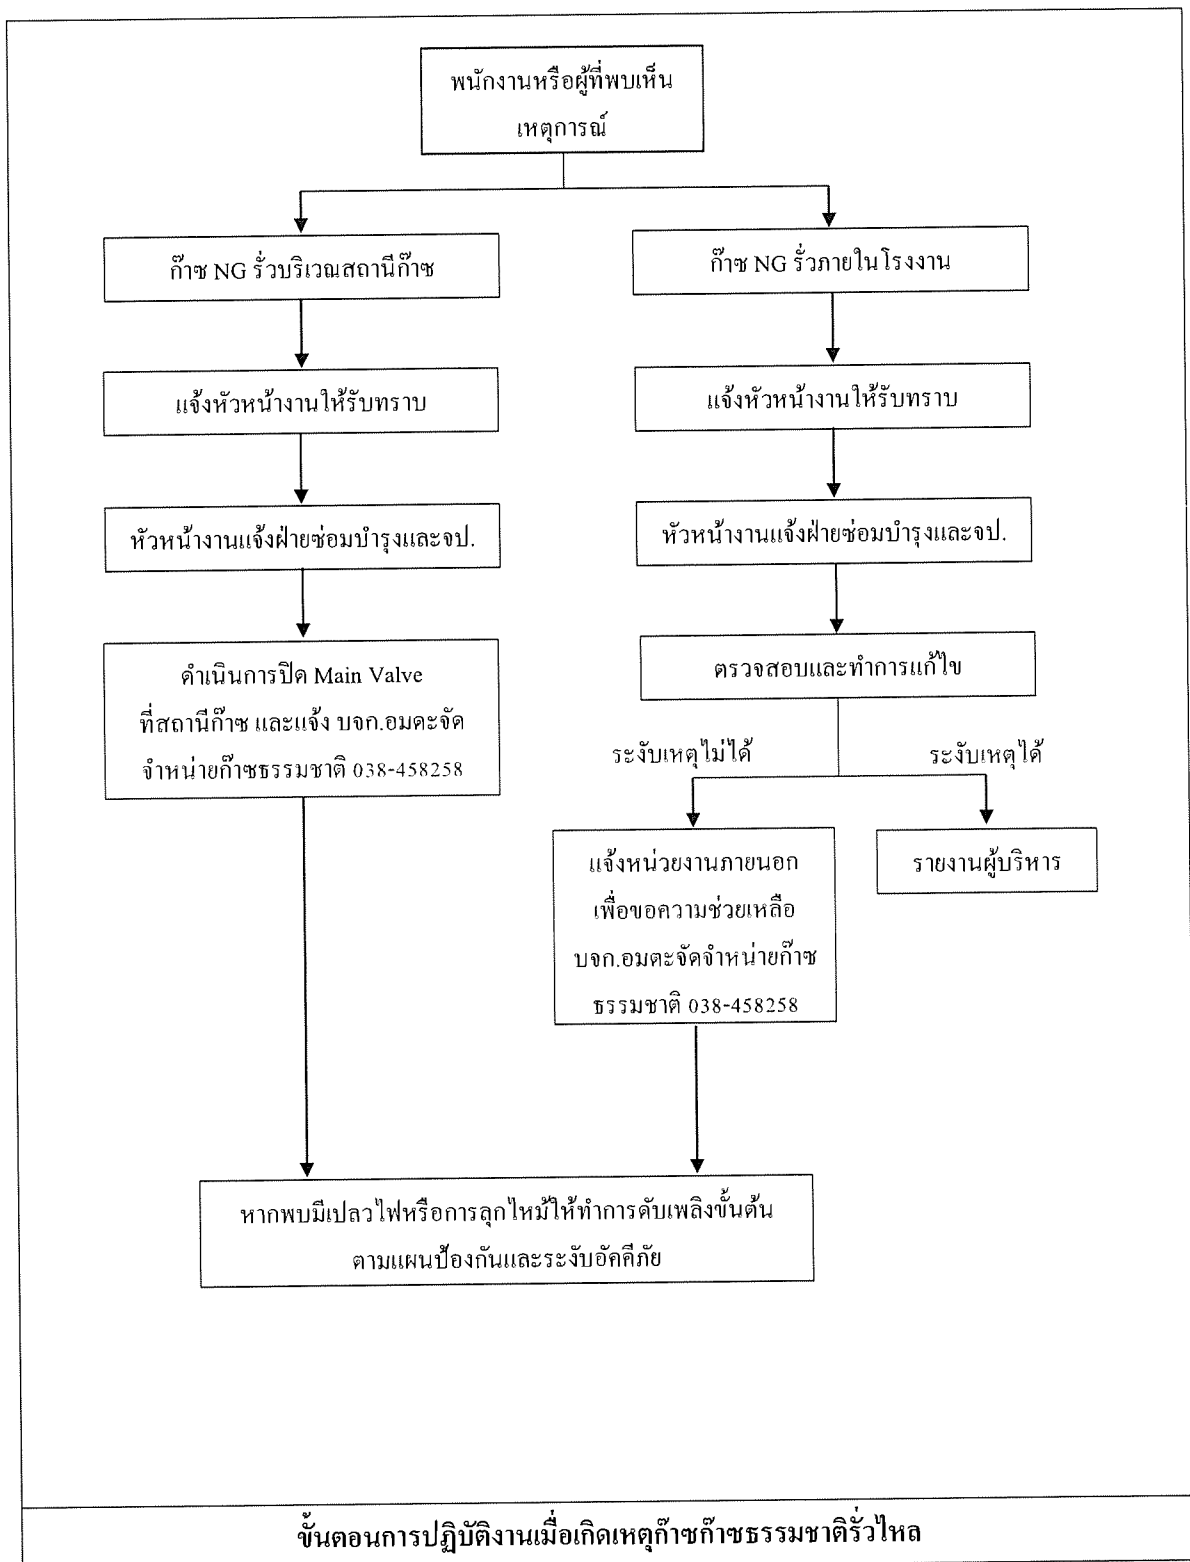 พนักงานหรือผู้ที่พบเห็น
เหตุการณ์
ก๊าซ NG รั่วบริเวณสถานีก๊าซ
ก๊าซ NG รั่วภายในโรงงาน
แจ้งหัวหน้างานให้รับทราบ
แจ้งหัวหน้างานให้รับทราบ
หัวหน้างานแจ้งฝ่ายซ่อมบำรุงและจป.
หัวหน้างานแจ้งฝ่ายซ่อมบำรุงและจป.
ดำเนินการปิด Main Valve
ที่สถานีก๊าซ และแจ้ง บจก.อมตะจัด
จำหน่ายก๊าซธรรมชาติ 038-458258
ตรวจสอบและทำการแก้ไข
ระงับเหตุไม่ได้
ระงับเหตุได้
แจ้งหน่วยงานภายนอก
เพื่อขอความช่วยเหลือ
บจก.อมตะจัดจำหน่ายก๊าซ
ธรรมชาติ 038-458258
รายงานผู้บริหาร
หากพบมีเปลวไฟหรือการลุกไหม้ให้ทำการดับเพลิงขั้นต้น
ตามแผนป้องกันและระงับอัคคีภัย
ขั้นตอนการปฏิบัติงานเมื่อเกิดเหตุก๊าซก๊าซธรรมชาติรั่วไหล